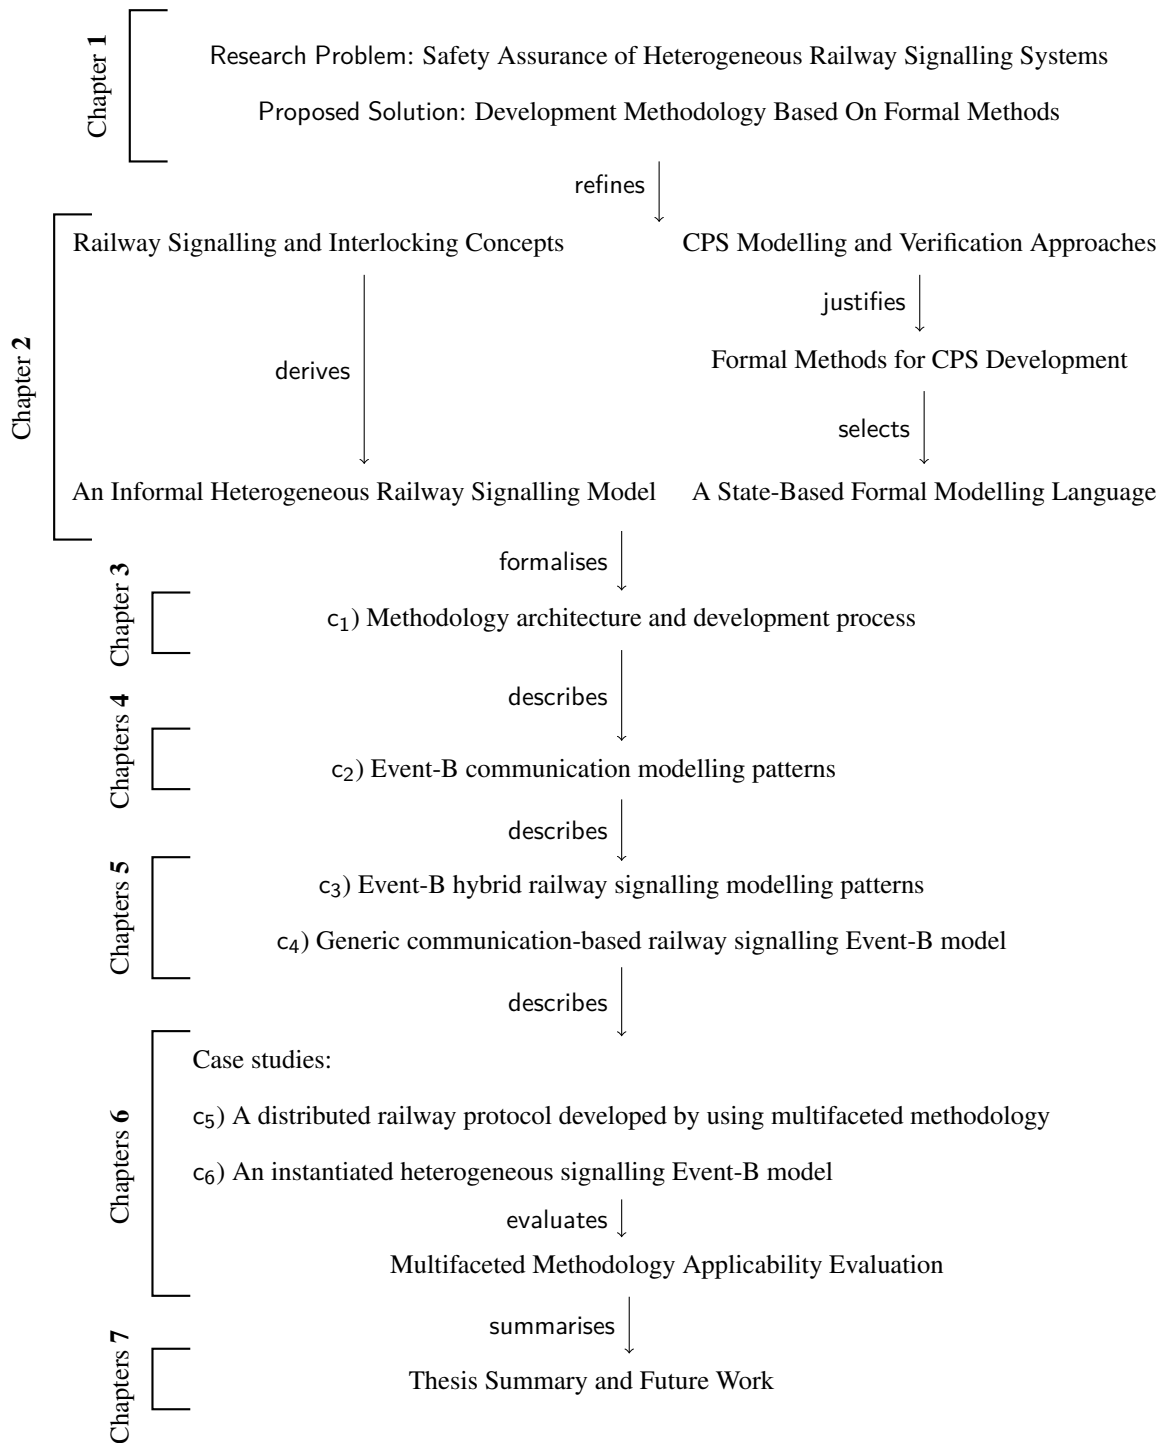 Chapter 1
Research Problem: Safety Assurance of Heterogeneous Railway Signalling Systems
Proposed Solution: Development Methodology Based On Formal Methods
refines
Chapter 2
Railway Signalling and Interlocking Concepts
CPS Modelling and Verification Approaches
justifies
derives
Formal Methods for CPS Development
selects
An Informal Heterogeneous Railway Signalling Model
A State-Based Formal Modelling Language
formalises
Chapter 3
c1) Methodology architecture and development process
describes
Chapters 4
c2) Event-B communication modelling patterns
describes
Chapters 5
c3) Event-B hybrid railway signalling modelling patterns
c4) Generic communication-based railway signalling Event-B model
describes
Chapters 6
Case studies:
c5) A distributed railway protocol developed by using multifaceted methodology
c6) An instantiated heterogeneous signalling Event-B model
evaluates
Multifaceted Methodology Applicability Evaluation
summarises
Chapters 7
Thesis Summary and Future Work